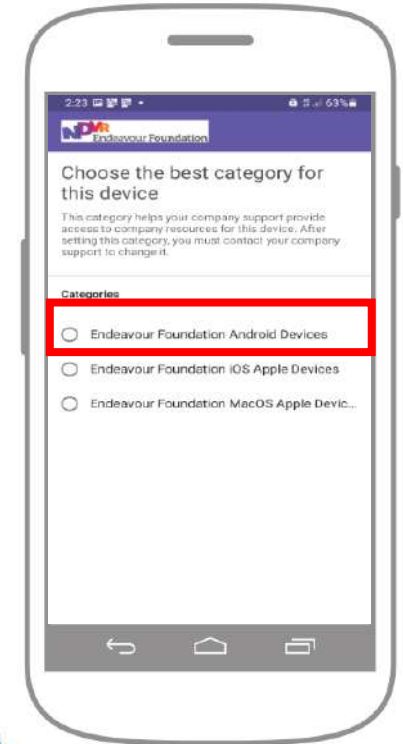 2:23
63%
NDVR
Endeavour Foundation
Choose the best category for
this device
This category helps your company support provide
access to company resources for this device. After
setting this category, you must contact your company
support to change it.
Categories
Endeavour Foundation Android Devices
Endeavour Foundation iOS Apple Devices
Endeavour Foundation MacOS Apple Devic...